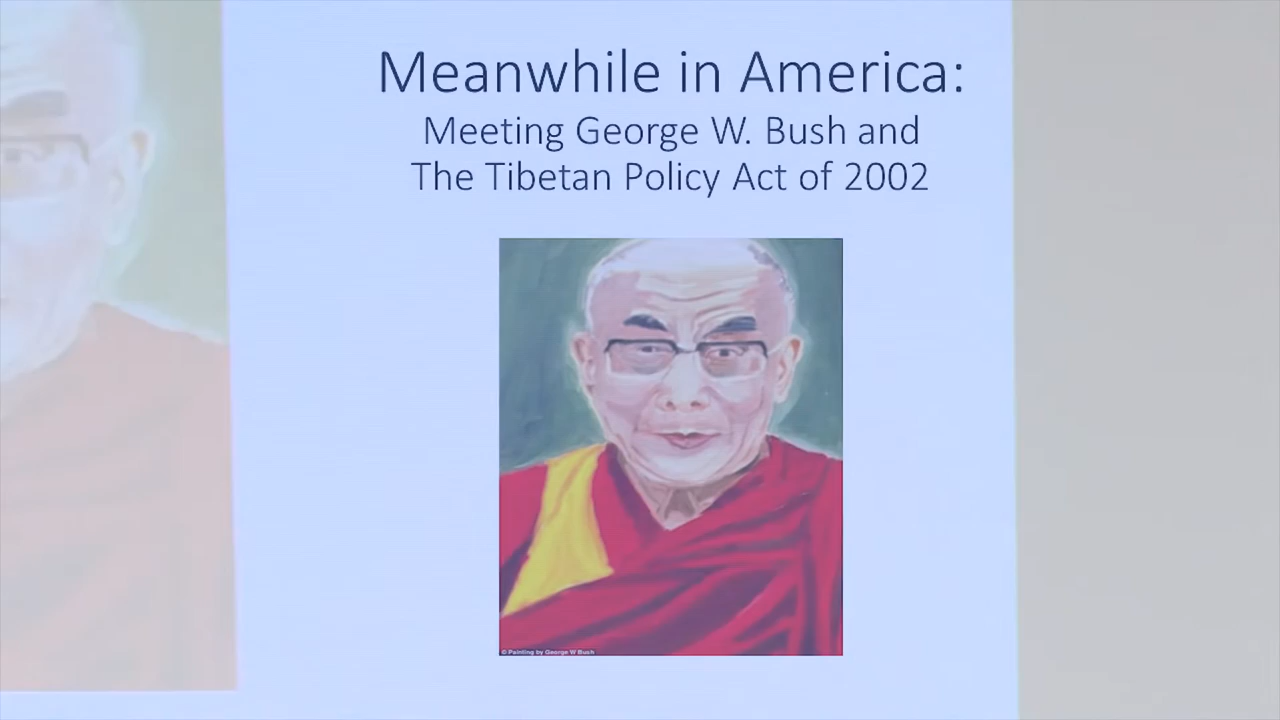 Meanwhile in America:
Meeting George W. Bush and
The Tibetan Policy Act of 2002
© Painting by George W Bush